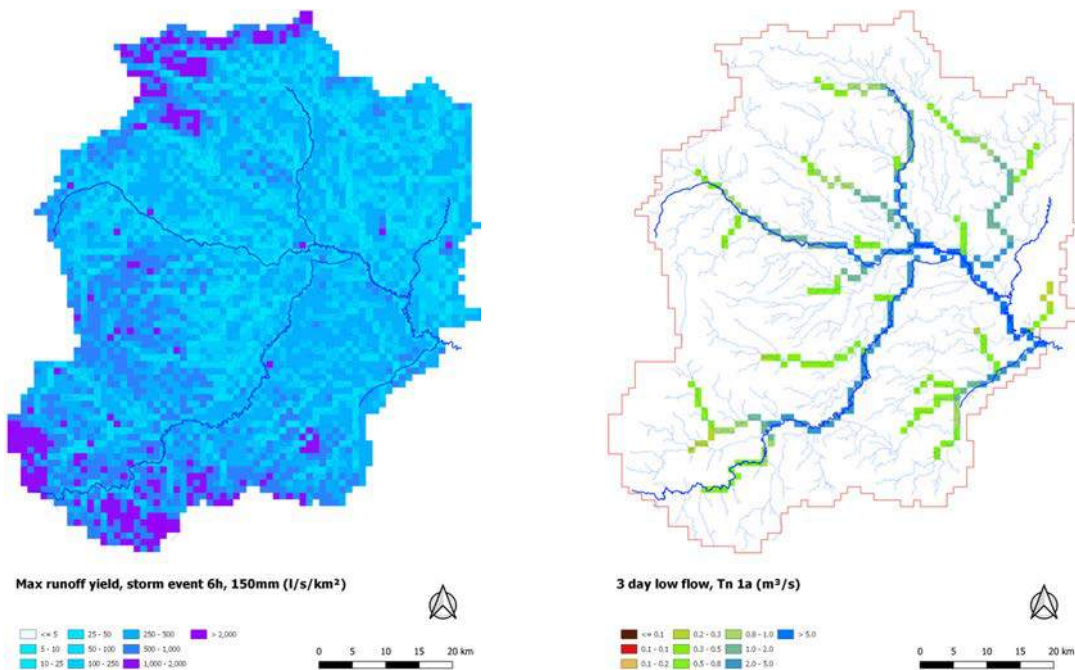 Max runoff yield, storm event 6h, 150mm (l/s/km²)
<= 5
25 - 50
250 - 500
> 2,000
5 - 10
50 - 100
500 - 1,000
10 - 25
100 - 250
1,000 - 2,000
0 5 10 15 20 km
3 day low flow, Tn 1a (m³/s)
<= 0.1
0.2 - 0.3
0.8 - 1.0
> 5.0
0.1 - 0.1
0.3 - 0.5
1.0 - 2.0
0.1 - 0.2
0.5 - 0.8
2.0 - 5.0
0 5 10 15 20 km